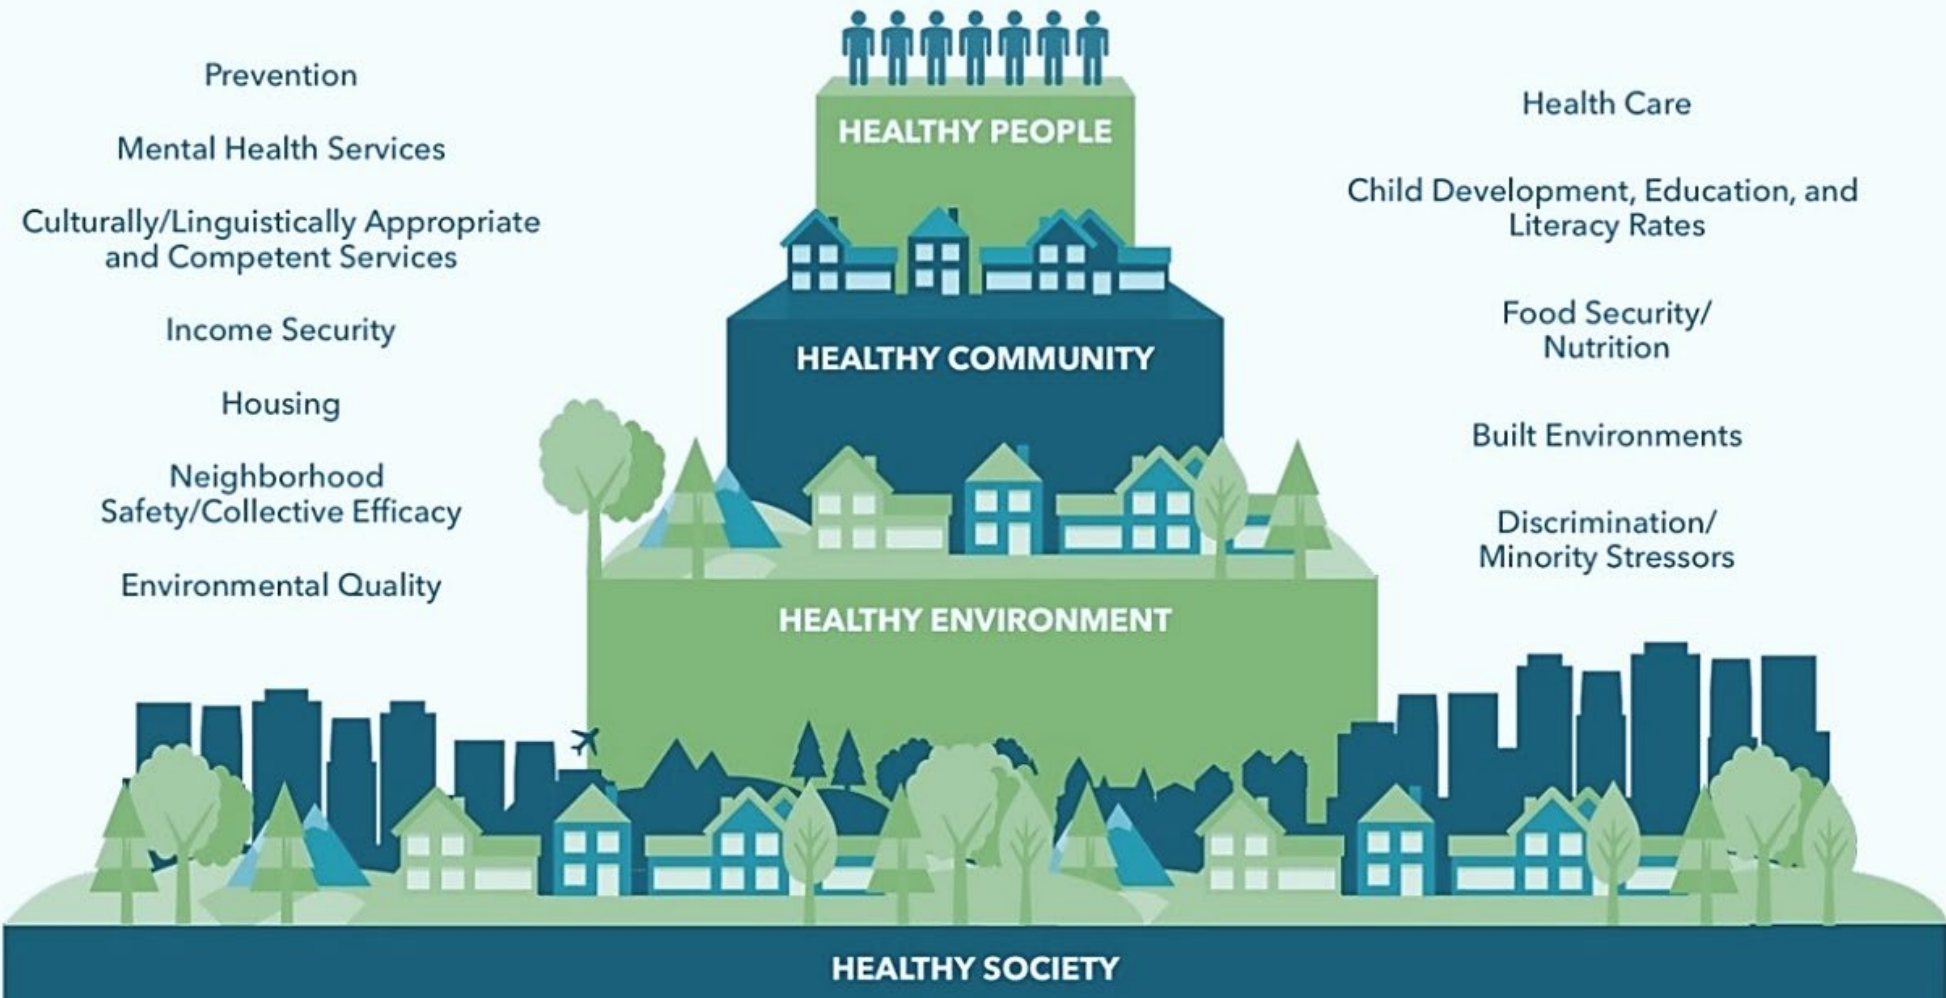 Prevention
Mental Health Services
Culturally/Linguistically Appropriate
and Competent Services
Income Security
Housing
Neighborhood
Safety/Collective Efficacy
Environmental Quality
HEALTHY PEOPLE
HEALTHY COMMUNITY
HEALTHY ENVIRONMENT
HEALTHY SOCIETY
Health Care
Child Development, Education, and
Literacy Rates
Food Security/
Nutrition
Built Environments
Discrimination/
Minority Stressors